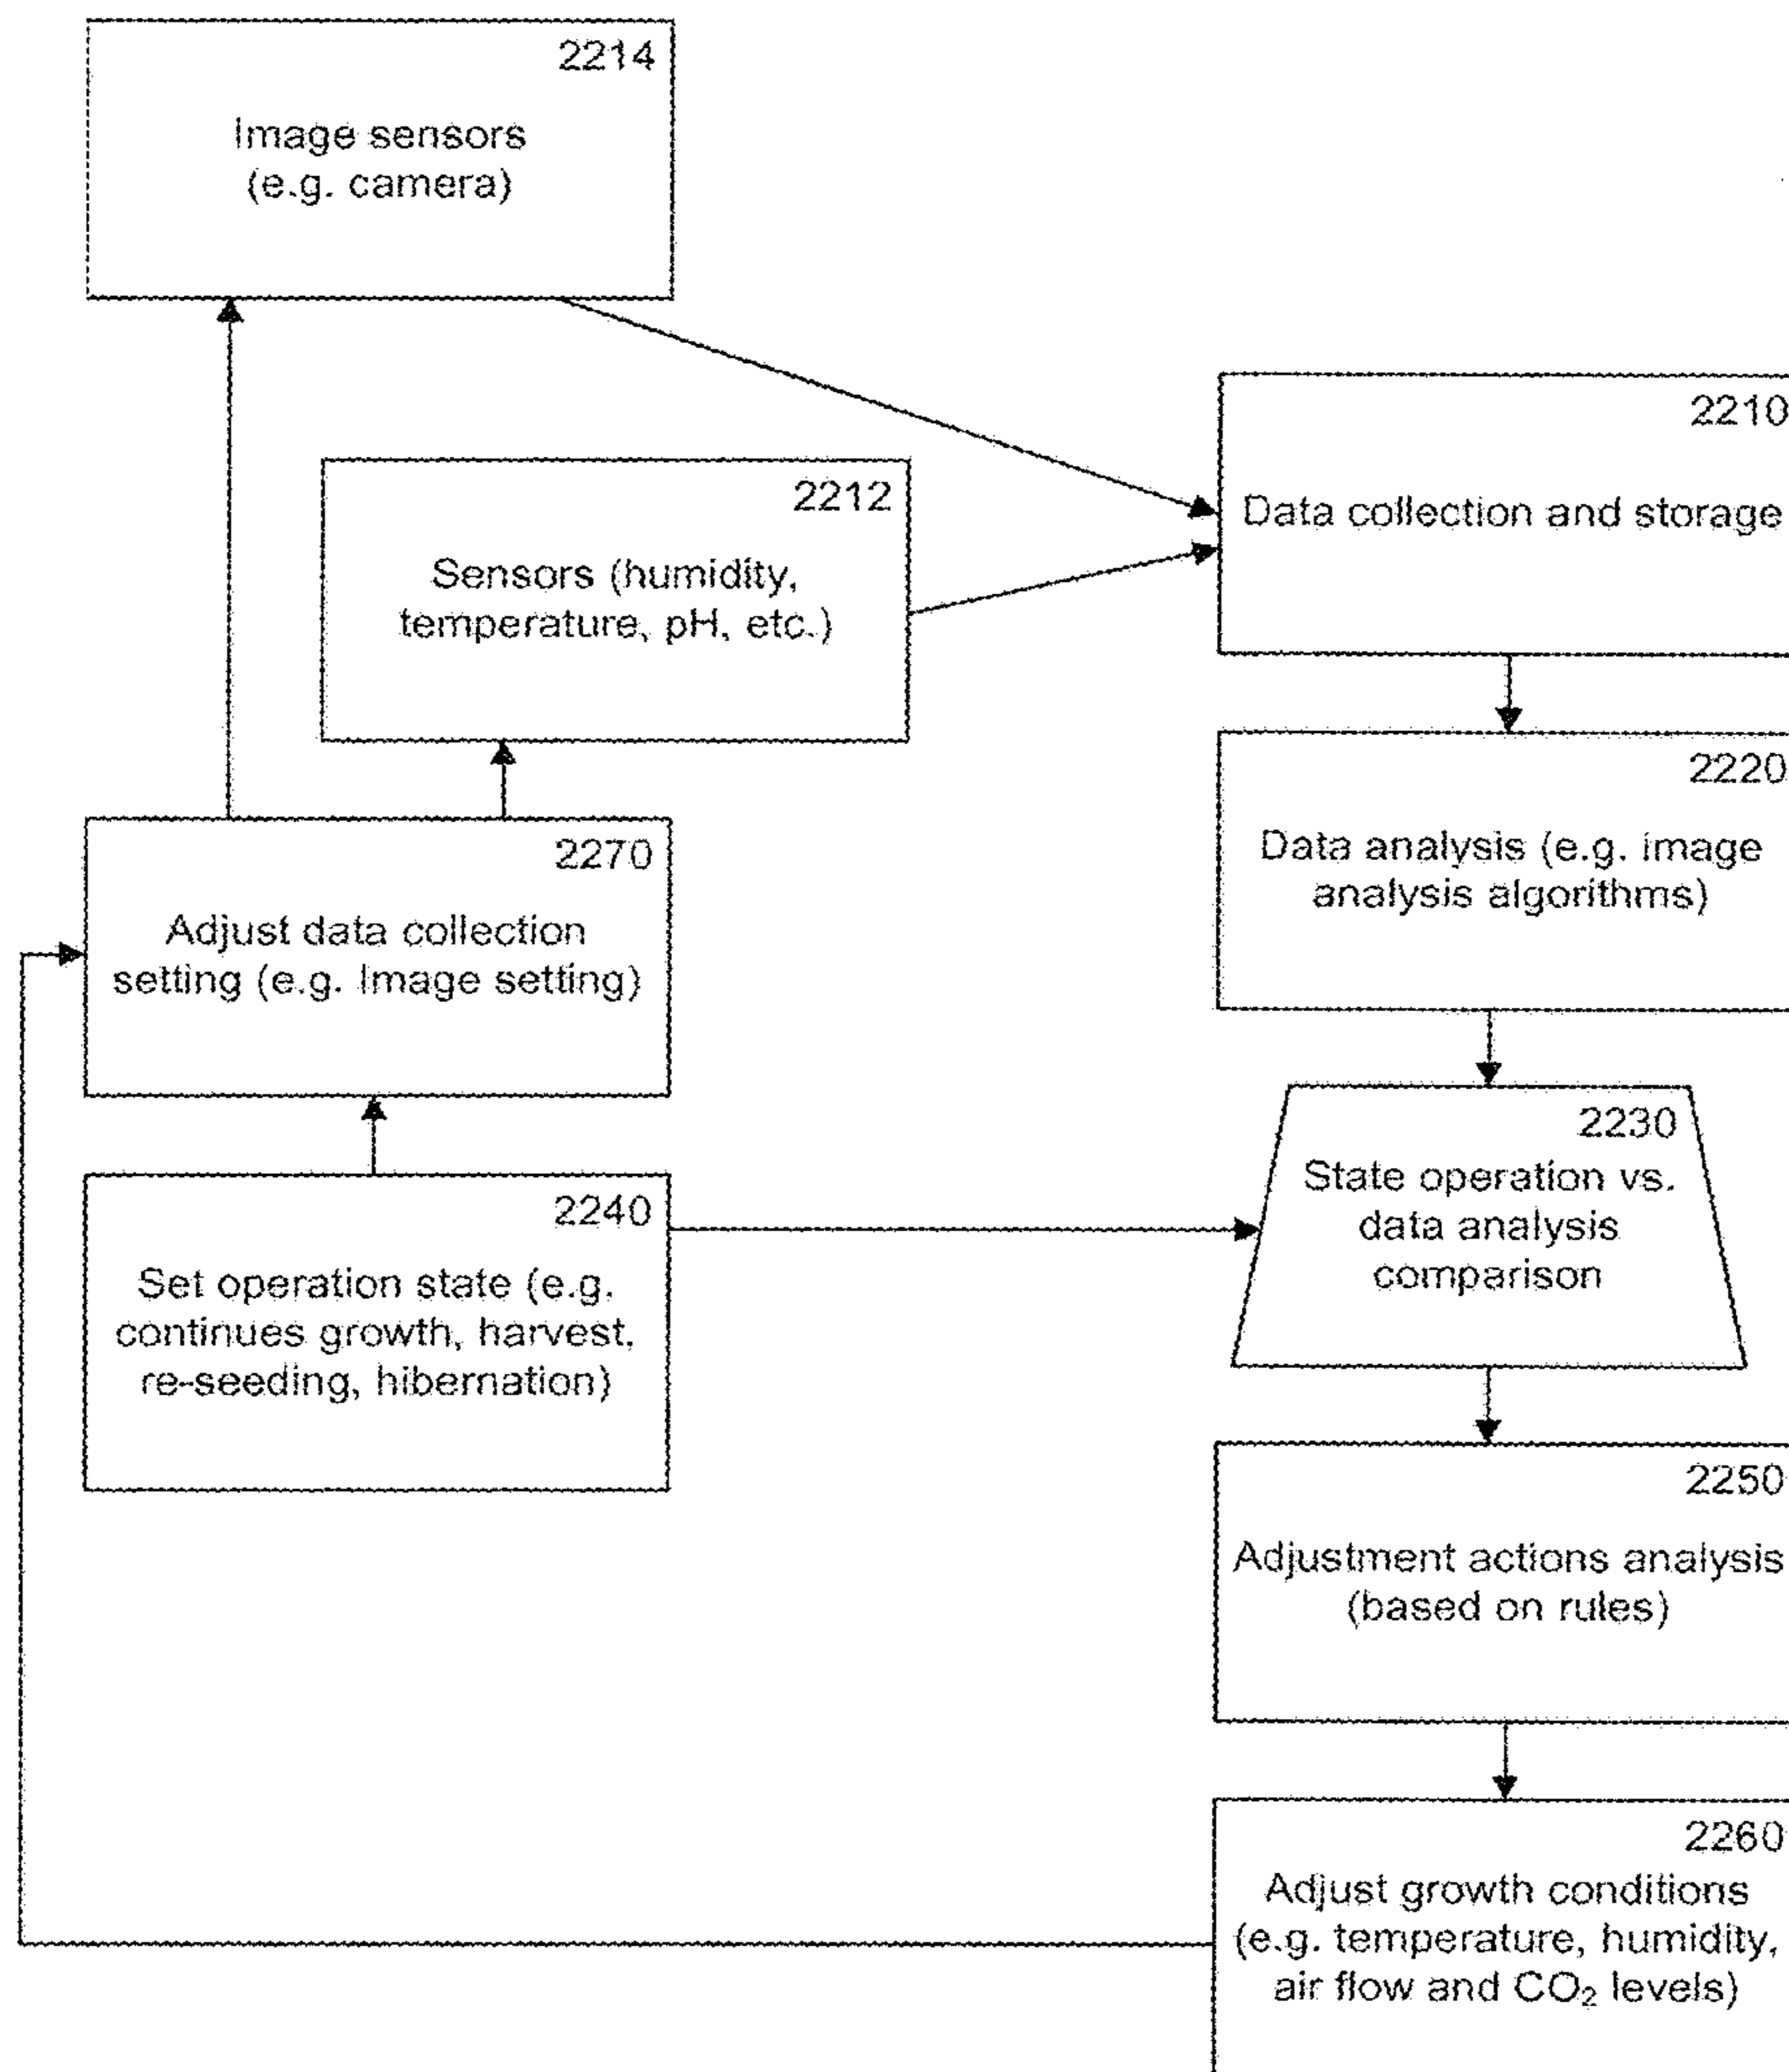 2214
Image sensors
(e.g. camera)
2210
Data collection and storage
2212
Sensors (humidity,
temperature, pH, etc.)
2220
Data analysis (e.g. image
analysis algorithms)
2270
Adjust data collection
setting (e.g. Image setting)
2230
State operation vs.
data analysis
comparison
2240
Set operation state (e.g.
continues growth, harvest,
re-seeding, hibernation)
2250
Adjustment actions analysis
(based on rules)
2260
Adjust growth conditions
(e.g. temperature, humidity,
air flow and CO₂ levels)